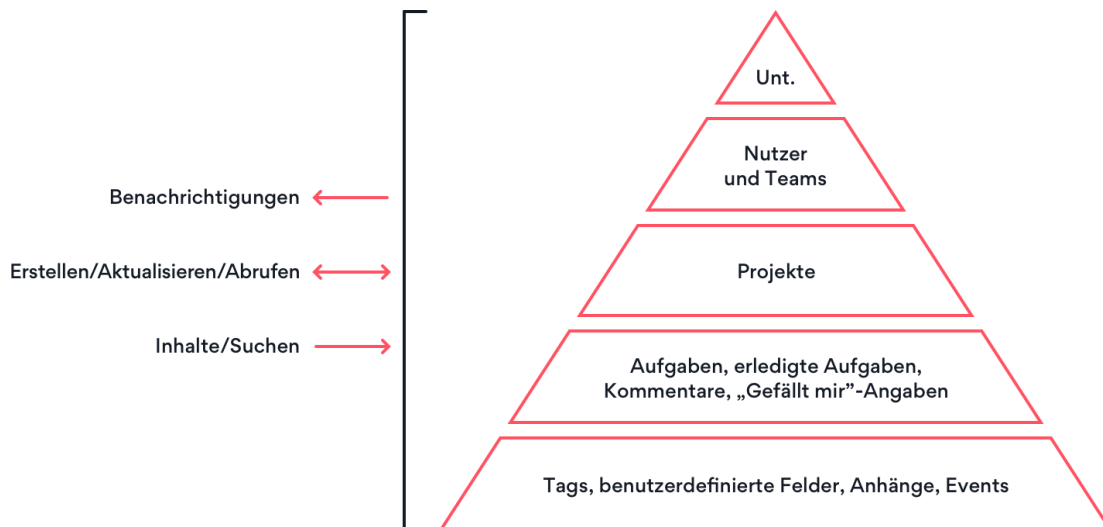 Unt.
Nutzer
und Teams
Benachrichtigungen
Erstellen/Aktualisieren/Abrufen
Projekte
Inhalte/Suchen
Aufgaben, erledigte Aufgaben,
Kommentare, „Gefällt mir”-Angaben
Tags, benutzerdefinierte Felder, Anhänge, Events